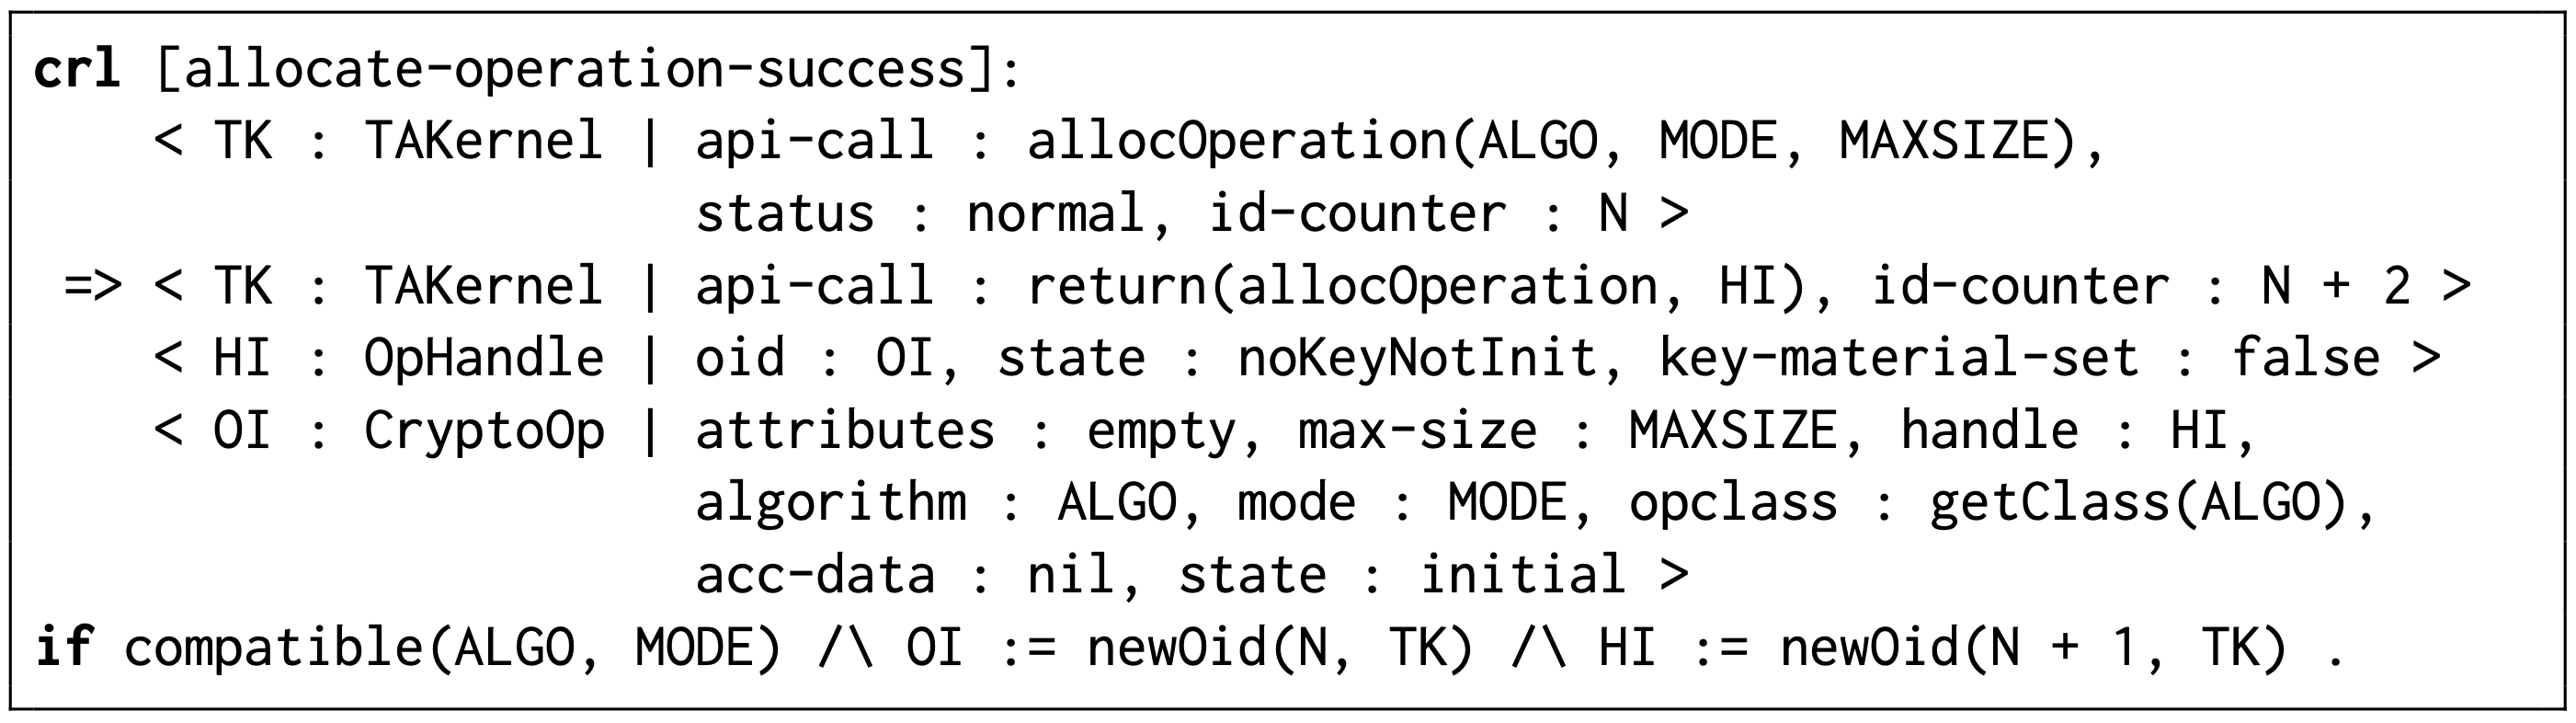 crl [allocate-operation-success]:
< TK : TAKernel | api-call : allocOperation(ALGO, MODE, MAXSIZE),
status : normal, id-counter : N >
=> < TK : TAKernel | api-call : return(allocOperation, HI), id-counter : N + 2 >
< HI : OpHandle | oid : OI, state : noKeyNotInit, key-material-set : false >
< OI : CryptoOp | attributes : empty, max-size : MAXSIZE, handle : HI,
algorithm : ALGO, mode : MODE, opclass : getClass(ALGO),
acc-data : nil, state : initial >
if compatible(ALGO, MODE) /\ OI := newOid(N, TK) /\ HI := newOid(N + 1, TK) .